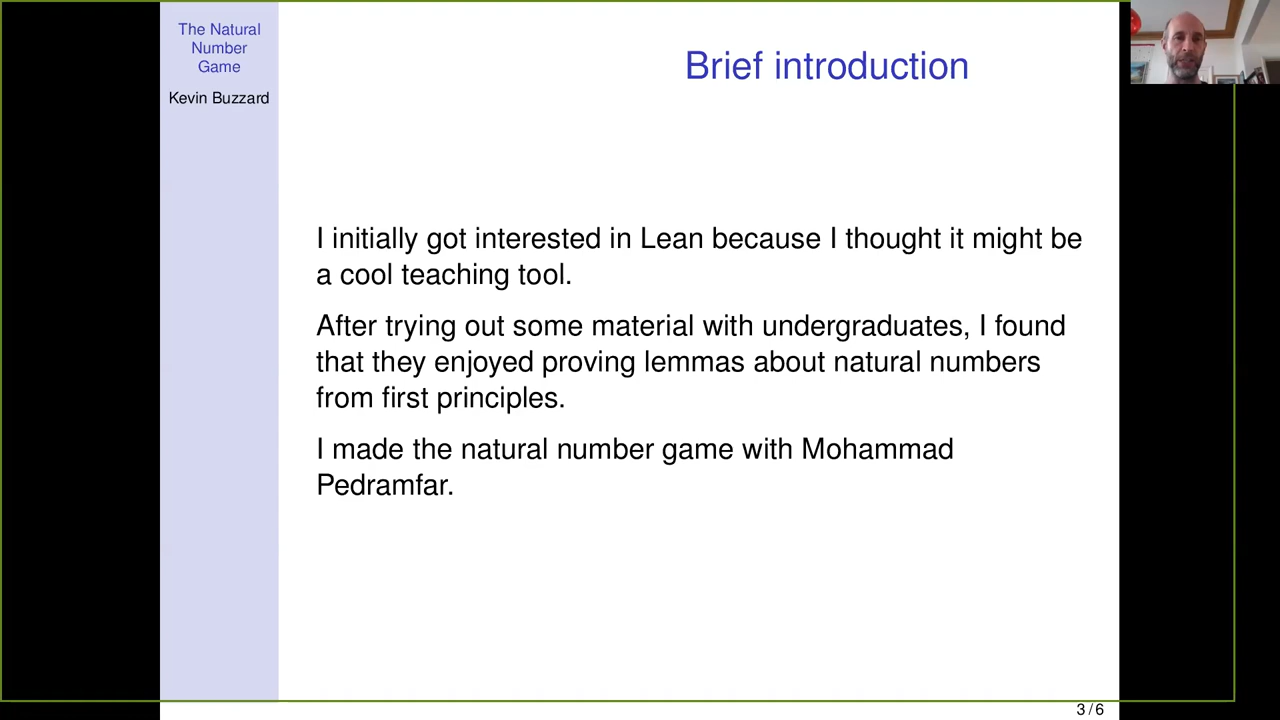 The Natural
Number
Game
Kevin Buzzard
Brief introduction
I initially got interested in Lean because I thought it might be
a cool teaching tool.
After trying out some material with undergraduates, I found
that they enjoyed proving lemmas about natural numbers
from first principles.
I made the natural number game with Mohammad
Pedramfar.
3 / 6